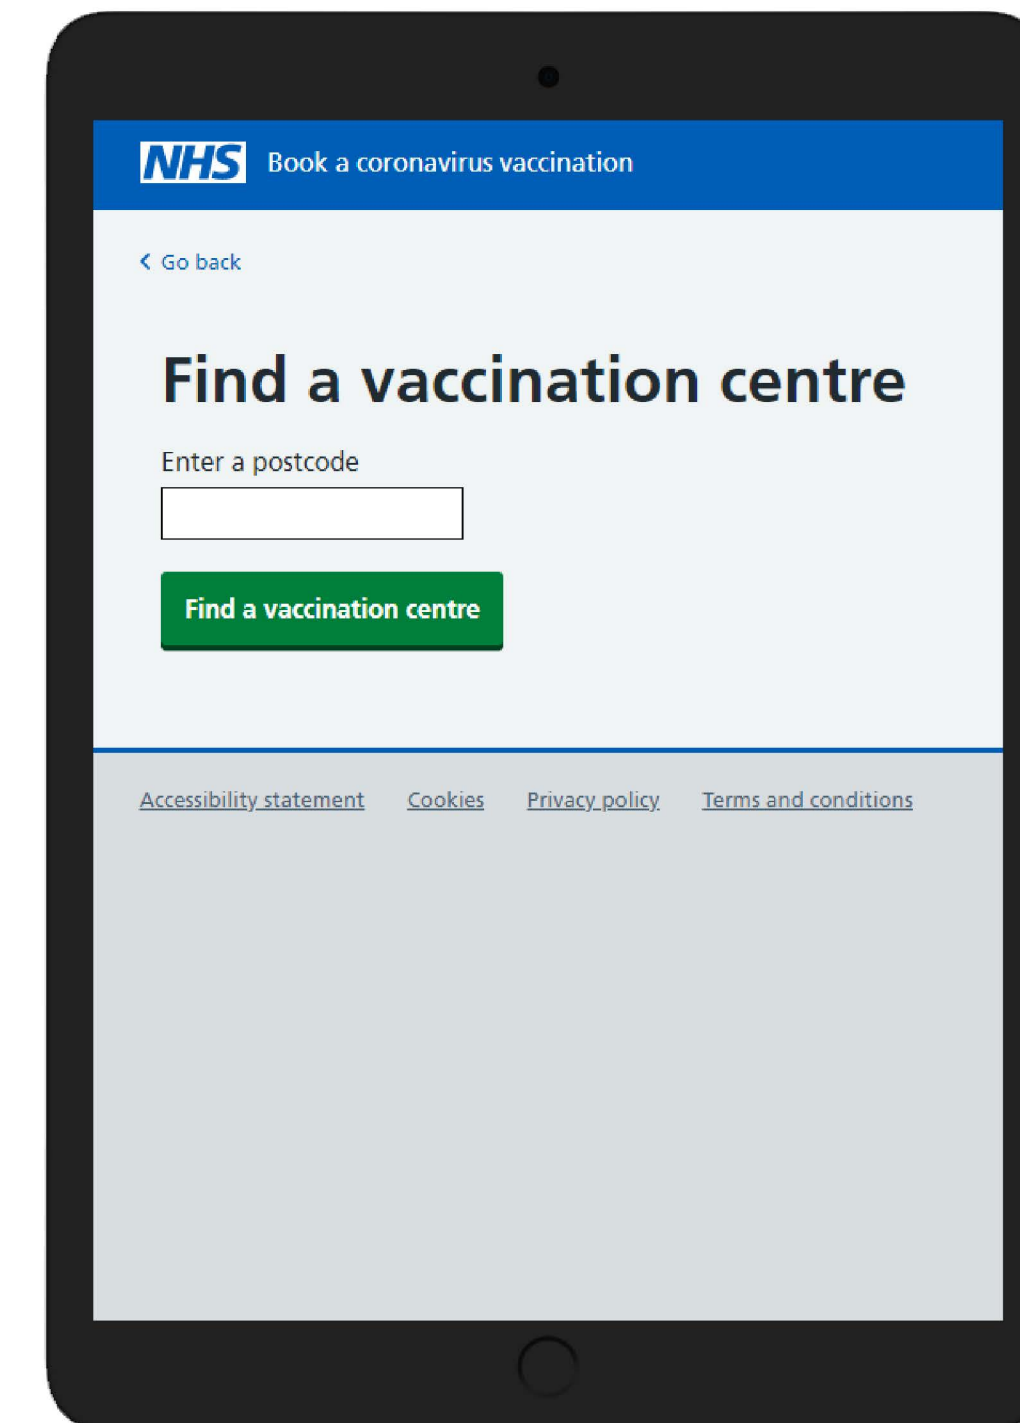 NHS Book a coronavirus vaccination
Go back
Find a vaccination centre
Enter a postcode
Find a vaccination centre
Accessibility statement Cookies Privacy policy Terms and conditions